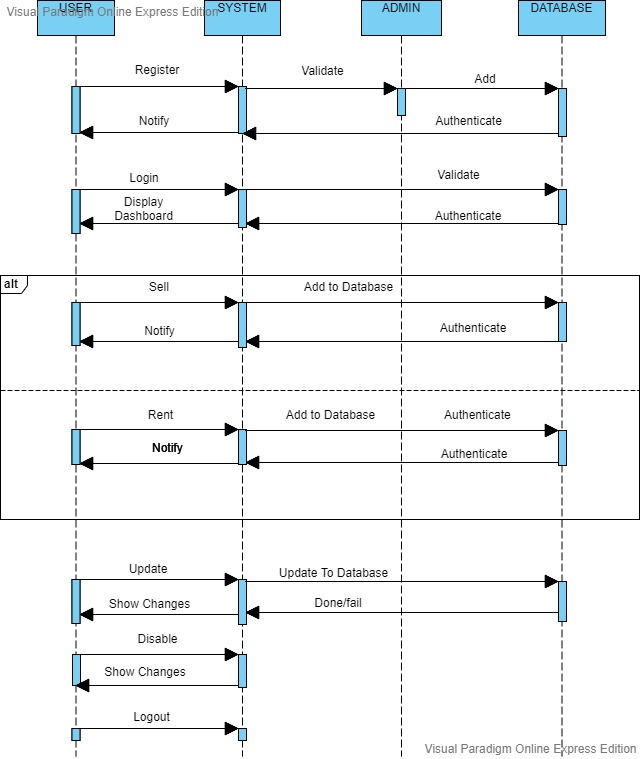 Visual Paradigm Online Express Edition
USER
SYSTEM
ADMIN
DATABASE
Register
Validate
Add
Notify
Authenticate
Login
Validate
Display
Dashboard
Authenticate
alt
Sell
Add to Database
Notify
Authenticate
Rent
Add to Database
Authenticate
Notify
Authenticate
Update
Update To Database
Show Changes
Done/fail
Disable
Show Changes
Logout
Visual Paradigm Online Express Edition